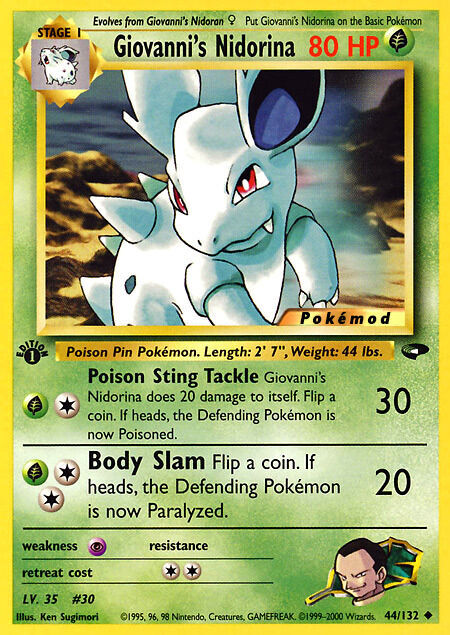 Evolves from Giovanni's Nidoran ♀ Put Giovanni's Nidorina on the Basic Pokémon
STAGE 1
Giovanni's Nidorina 80 HP
Pokémod
EDITION
1
Poison Pin Pokémon. Length: 2' 7", Weight: 44 lbs.
Poison Sting Tackle Giovanni's
Nidorina does 20 damage to itself. Flip a
coin. If heads, the Defending Pokémon is
now Poisoned.
30
Body Slam Flip a coin. If
heads, the Defending Pokémon
is now Paralyzed.
20
weakness resistance
retreat cost
LV. 35 #30
Illus. Ken Sugimori ©1995, 96, 98 Nintendo, Creatures, GAMEFREAK. ©1999-2000 Wizards. 44/132